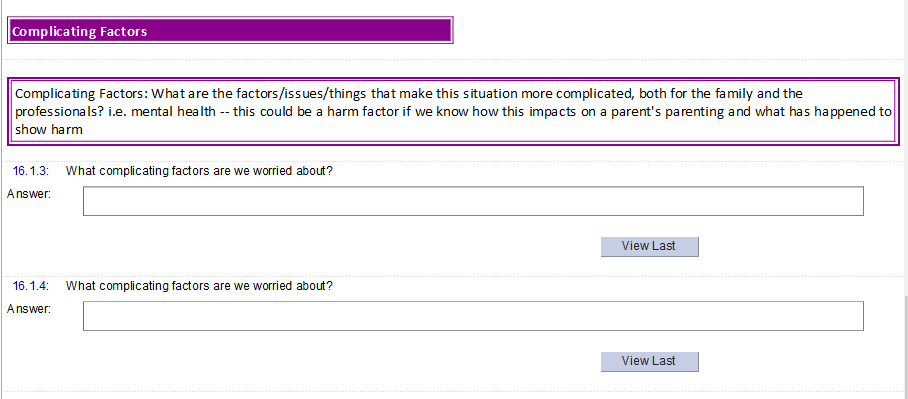 Complicating Factors
Complicating Factors: What are the factors/issues/things that make this situation more complicated, both for the family and the
professionals? i.e. mental health -- this could be a harm factor if we know how this impacts on a parent's parenting and what has happened to
show harm
16.1.3: What complicating factors are we worried about?
Answer:
View Last
16.1.4: What complicating factors are we worried about?
Answer:
View Last